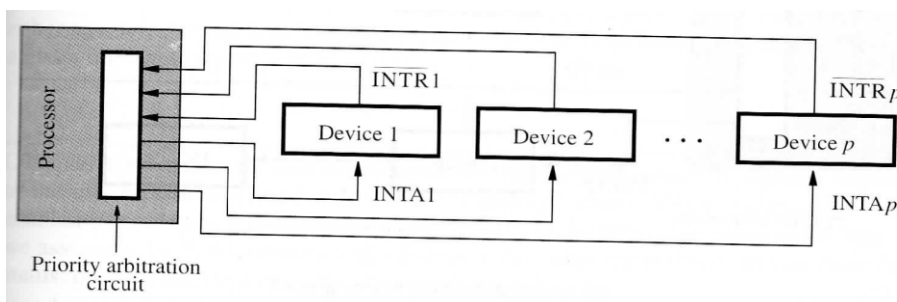 Processor
INTR1
INTRp
Device 1
Device 2
...
Device p
INTA1
INTAp
Priority arbitration
circuit